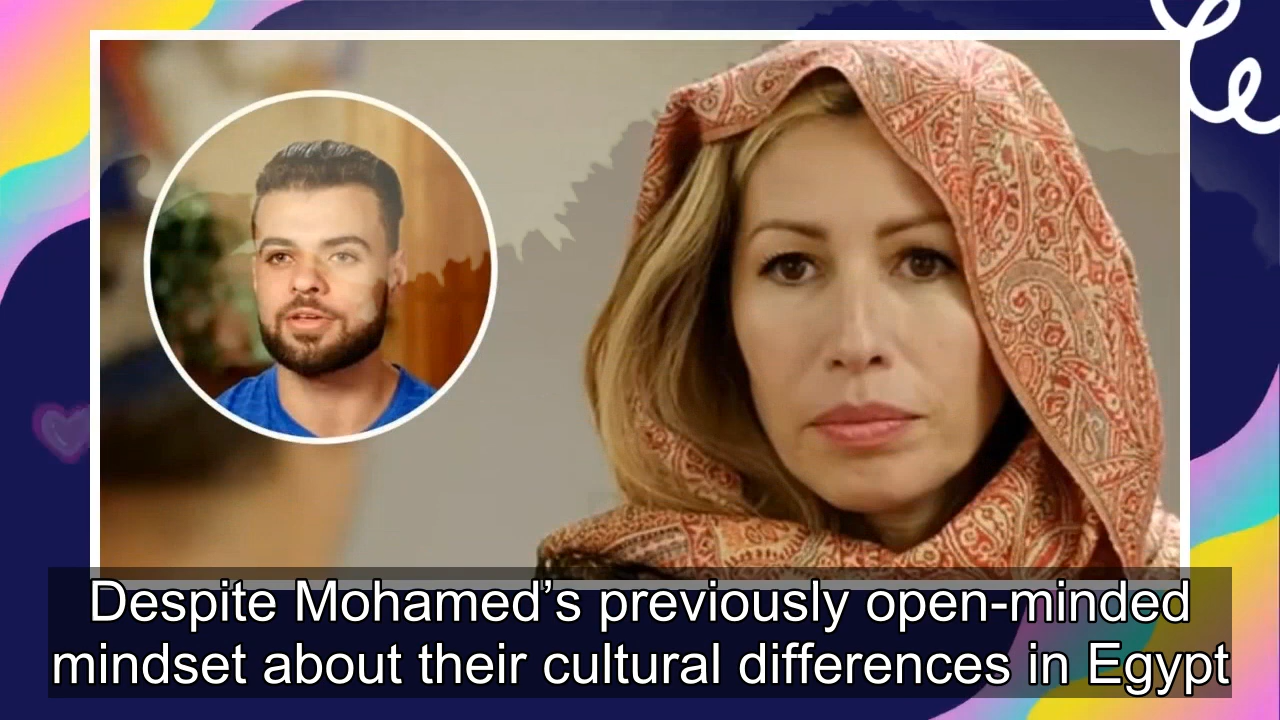 Despite Mohamed’s previously open-minded
mindset about their cultural differences in Egypt